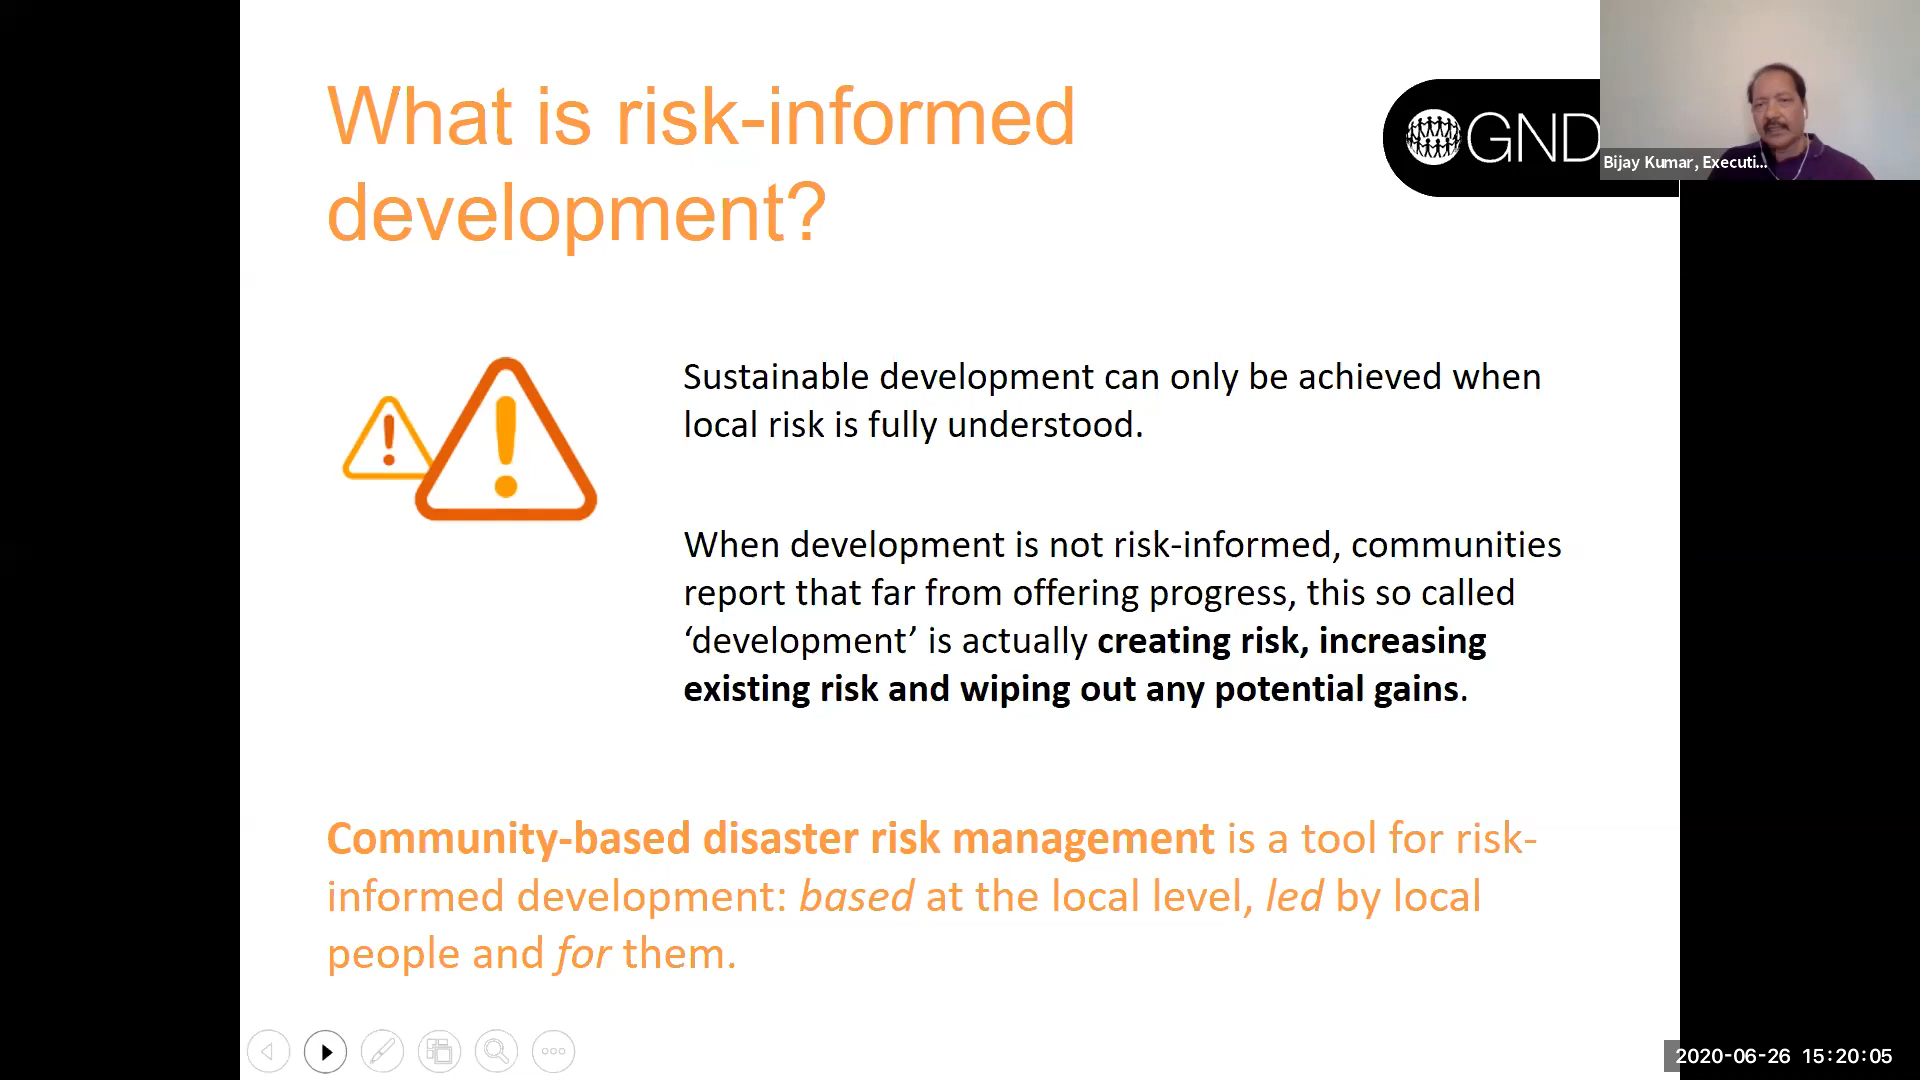 What is risk-informed
development?
GND
Bijay Kumar, Executi...
Sustainable development can only be achieved when
local risk is fully understood.
When development is not risk-informed, communities
report that far from offering progress, this so called
‘development’ is actually creating risk, increasing
existing risk and wiping out any potential gains.
Community-based disaster risk management is a tool for risk-
informed development: based at the local level, led by local
people and for them.
2020-06-26 15:20:05